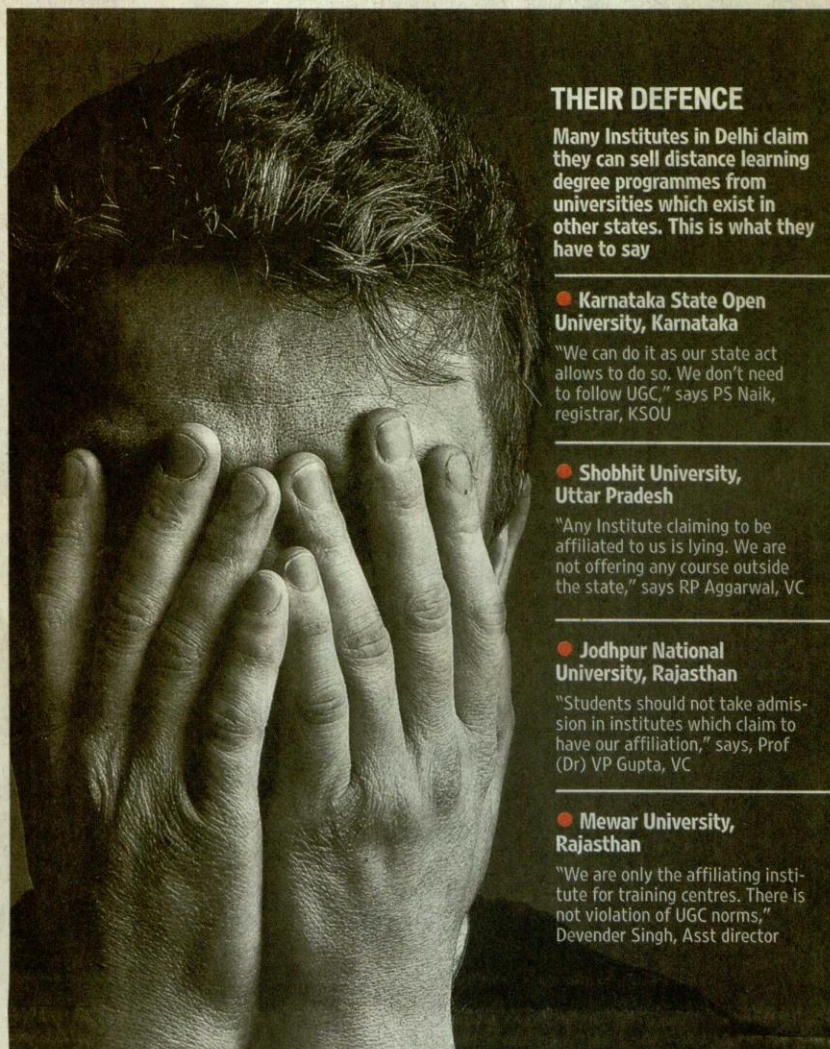 THEIR DEFENCE
Many Institutes in Delhi claim
they can sell distance learning
degree programmes from
universities which exist in
other states. This is what they
have to say
● Karnataka State Open
University, Karnataka
"We can do it as our state act
allows to do so. We don't need
to follow UGC," says PS Naik,
registrar, KSOU
● Shobhit University,
Uttar Pradesh
"Any Institute claiming to be
affiliated to us is lying. We are
not offering any course outside
the state," says RP Aggarwal, VC
● Jodhpur National
University, Rajasthan
"Students should not take admis-
sion in institutes which claim to
have our affiliation," says, Prof
(Dr) VP Gupta, VC
● Mewar University,
Rajasthan
"We are only the affiliating insti-
tute for training centres. There is
not violation of UGC norms,"
Devender Singh, Asst director